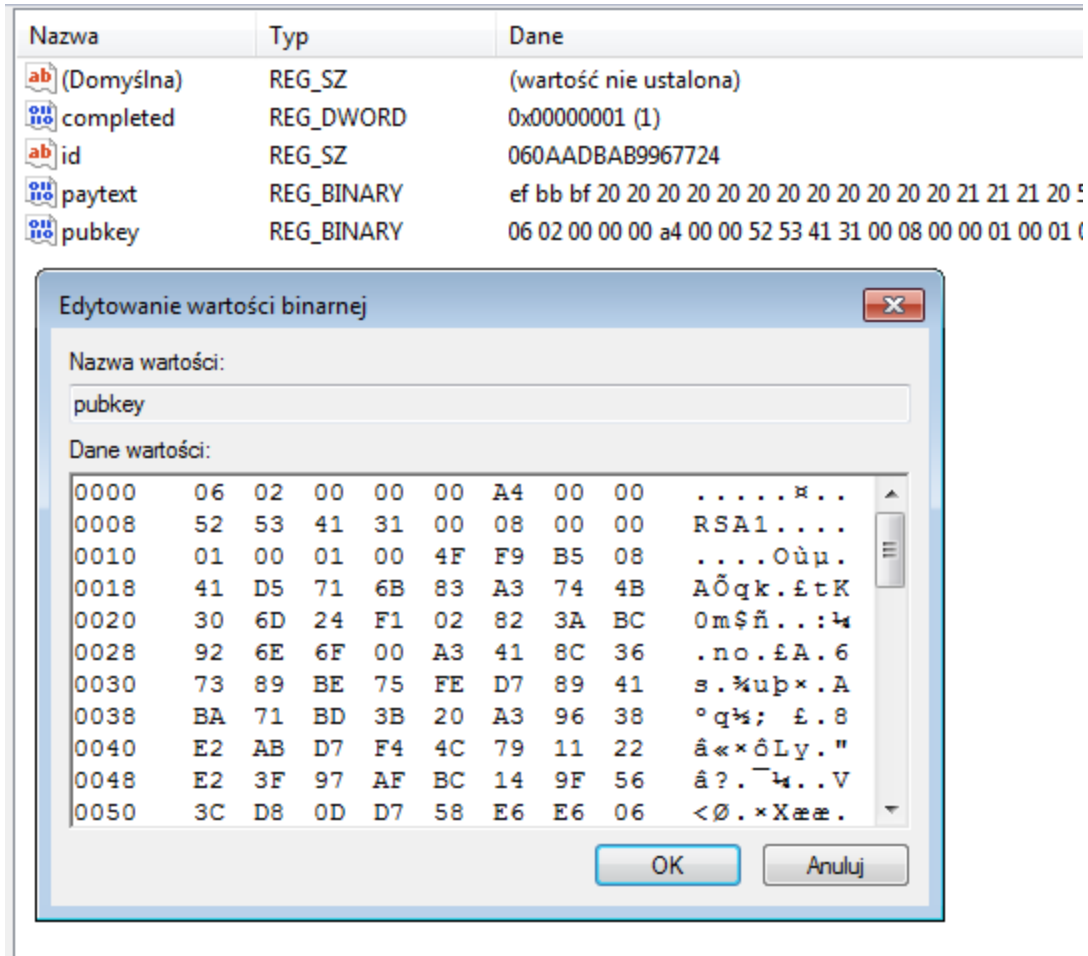 Nazwa Typ Dane
(Domyślna) REG_SZ (wartość nie ustalona)
completed REG_DWORD 0x00000001 (1)
id REG_SZ 060AADBAB9967724
paytext REG_BINARY ef bb bf 20 20 20 20 20 20 20 20 20 20 20 20 21 21 21 20
pubkey REG_BINARY 06 02 00 00 00 a4 00 00 52 53 41 31 00 08 00 00 01 00 01
Edytowanie wartości binarnej
Nazwa wartości:
pubkey
Dane wartości:
0000 06 02 00 00 00 A4 00 00 .....¤..
0008 52 53 41 31 00 08 00 00 RSA1....
0010 01 00 01 00 4F F9 B5 08 ....Oùµ.
0018 41 D5 71 6B 83 A3 74 4B AÕqk.£tK
0020 30 6D 24 F1 02 82 3A BC 0m$ñ..:¼
0028 92 6E 6F 00 A3 41 8C 36 .no.£A.6
0030 73 89 BE 75 FE D7 89 41 s.¾uþ×.A
0038 BA 71 BD 3B 20 A3 96 38 ºq½; £.8
0040 E2 AB D7 F4 4C 79 11 22 â«×ôLy."
0048 E2 3F 97 AF BC 14 9F 56 â?.¯¼..V
0050 3C D8 0D D7 58 E6 E6 06 <Ø.×Xææ.
OK Anuluj